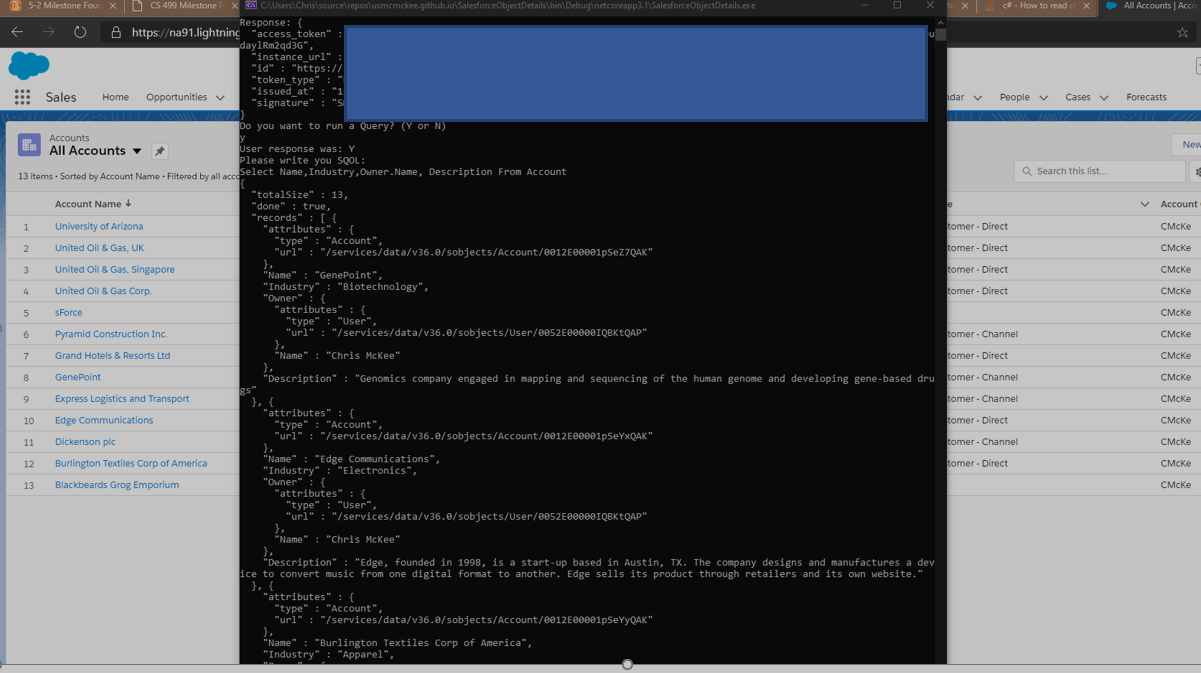 5-2 Milestone Four
CS 499 Milestone F
C:\Users\Chris\source\repos\usmcmckee.github.io\SalesforceObjectDetails\bin\Debug\netcoreapp3.1\SalesforceObjectDetails.exe
c# - How to read c
All Accounts | Acco
https://na91.lightning
Sales
Home
Opportunities
ndar
People
Cases
Forecasts
Accounts
All Accounts
New
13 items • Sorted by Account Name • Filtered by all acco
Search this list...
Account Name
e
Account
1 University of Arizona tomer - Direct CMcKe
2 United Oil & Gas, UK tomer - Direct CMcKe
3 United Oil & Gas, Singapore tomer - Direct CMcKe
4 United Oil & Gas Corp. tomer - Direct CMcKe
5 sForce CMcKe
6 Pyramid Construction Inc. tomer - Channel CMcKe
7 Grand Hotels & Resorts Ltd tomer - Direct CMcKe
8 GenePoint tomer - Channel CMcKe
9 Express Logistics and Transport tomer - Channel CMcKe
10 Edge Communications tomer - Direct CMcKe
11 Dickenson plc tomer - Channel CMcKe
12 Burlington Textiles Corp of America tomer - Direct CMcKe
13 Blackbeards Grog Emporium CMcKe
Response: {
"access_token" :
daylRm2qd3G",
"instance_url" :
"id" : "https://
"token_type" : "
"issued_at" : "1
"signature" : "S
}
Do you want to run a Query? (Y or N)
y
User response was: Y
Please write you SQOL:
Select Name,Industry,Owner.Name, Description From Account
{
"totalSize" : 13,
"done" : true,
"records" : [ {
"attributes" : {
"type" : "Account",
"url" : "/services/data/v36.0/sobjects/Account/0012E00001pSeZ7QAK"
},
"Name" : "GenePoint",
"Industry" : "Biotechnology",
"Owner" : {
"attributes" : {
"type" : "User",
"url" : "/services/data/v36.0/sobjects/User/0052E00000IQBKtQAP"
},
"Name" : "Chris McKee"
},
"Description" : "Genomics company engaged in mapping and sequencing of the human genome and developing gene-based dru
gs"
}, {
"attributes" : {
"type" : "Account",
"url" : "/services/data/v36.0/sobjects/Account/0012E00001pSeYxQAK"
},
"Name" : "Edge Communications",
"Industry" : "Electronics",
"Owner" : {
"attributes" : {
"type" : "User",
"url" : "/services/data/v36.0/sobjects/User/0052E00000IQBKtQAP"
},
"Name" : "Chris McKee"
},
"Description" : "Edge, founded in 1998, is a start-up based in Austin, TX. The company designs and manufactures a dev
ice to convert music from one digital format to another. Edge sells its product through retailers and its own website."
}, {
"attributes" : {
"type" : "Account",
"url" : "/services/data/v36.0/sobjects/Account/0012E00001pSeYyQAK"
},
"Name" : "Burlington Textiles Corp of America",
"Industry" : "Apparel",